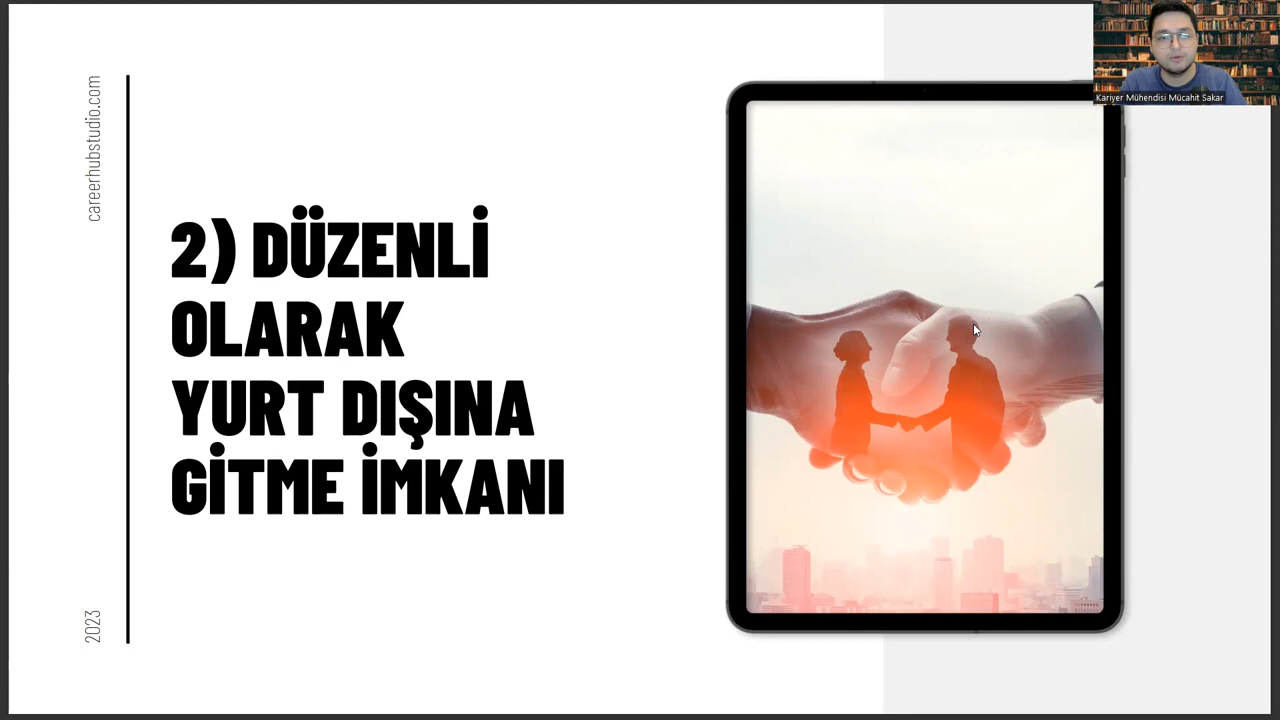 careerhubstudio.com
2) DÜZENLİ
OLARAK
YURT DIŞINA
GİTME İMKANI
2023
Kariyer Mühendisi Mücahit Sakar